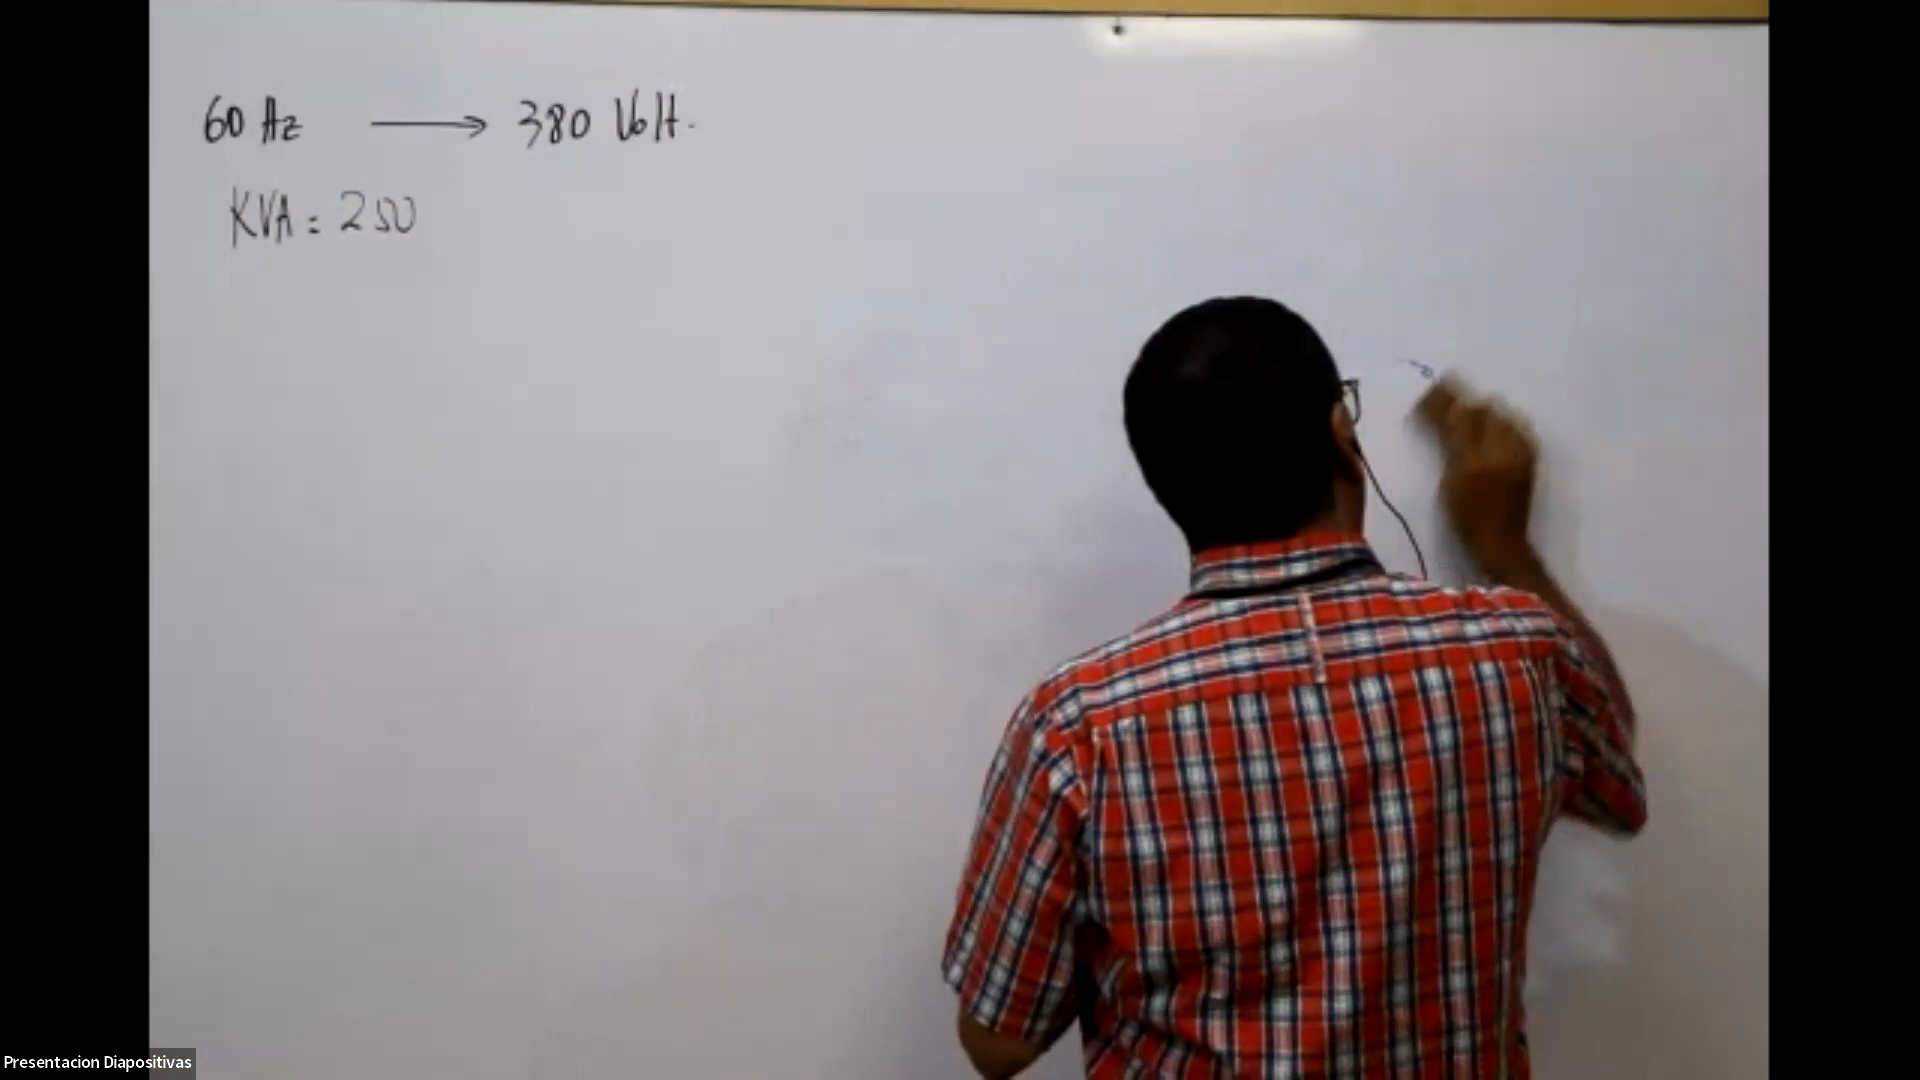 60 Hz → 380 Volt.
KVA = 250
Presentacion Diapositivas